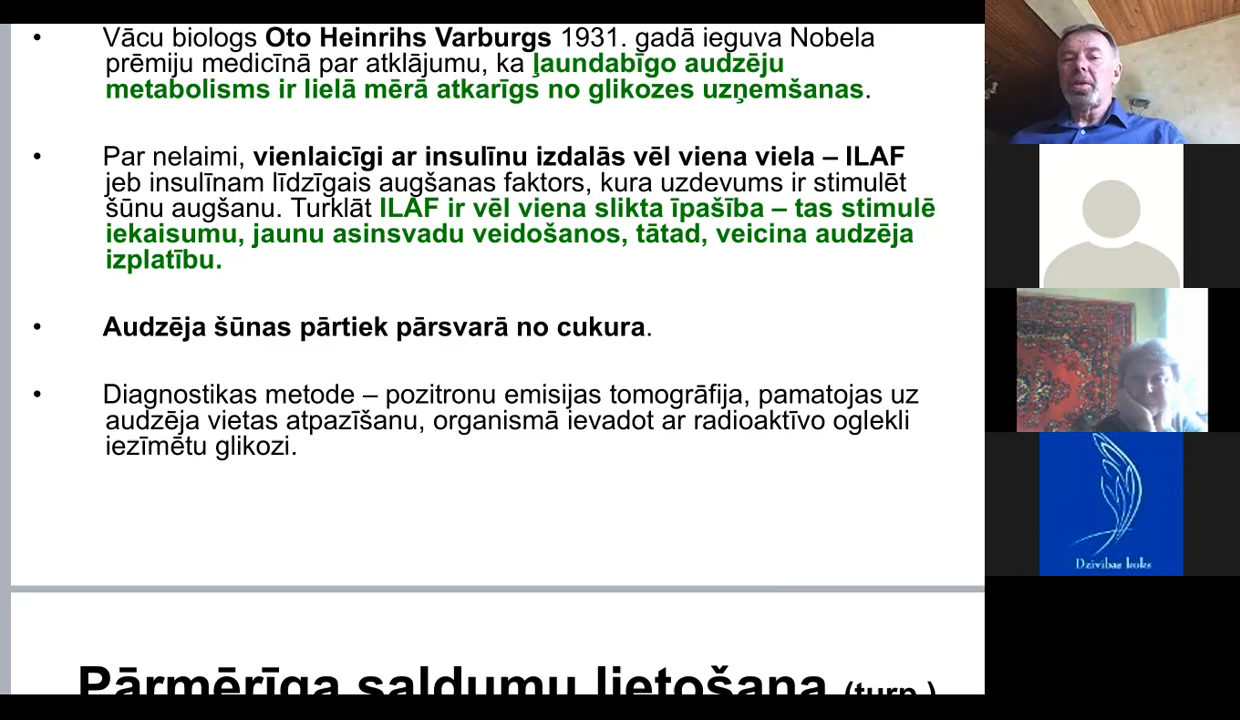 • Vācu biologs Oto Heinrihs Varburgs 1931. gadā ieguva Nobela
prēmiju medicīnā par atklājumu, ka ļaundabīgo audzēju
metabolisms ir lielā mērā atkarīgs no glikozes uzņemšanas.
• Par nelaimi, vienlaicīgi ar insulīnu izdalās vēl viena viela – ILAF
jeb insulīnam līdzīgais augšanas faktors, kura uzdevums ir stimulēt
šūnu augšanu. Turklāt ILAF ir vēl viena slikta īpašība – tas stimulē
iekaisumu, jaunu asinsvadu veidošanos, tātad, veicina audzēja
izplatību.
• Audzēja šūnas pārtiek pārsvarā no cukura.
• Diagnostikas metode – pozitronu emisijas tomogrāfija, pamatojas uz
audzēja vietas atpazīšanu, organismā ievadot ar radioaktīvo oglekli
iezīmētu glikozi.
Pārmērīga saldumu lietošana (turp.)
Dzīvības koks